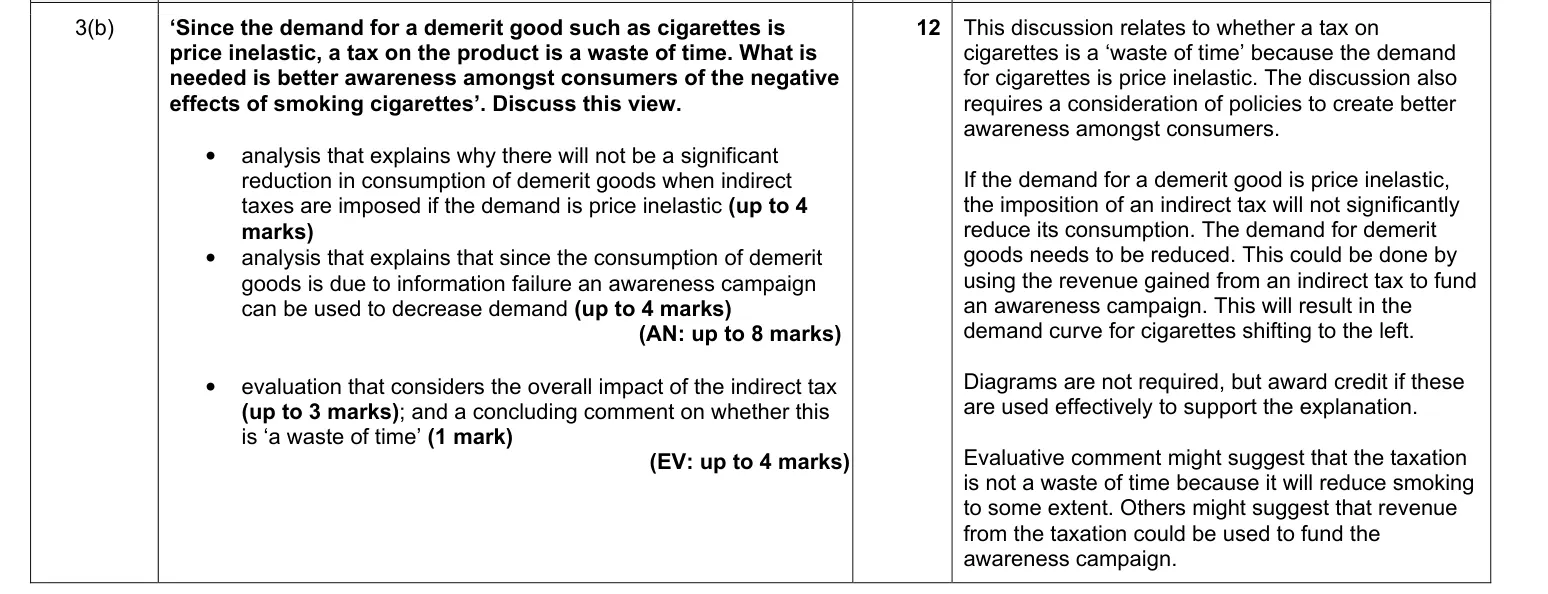 3(b)
‘Since the demand for a demerit good such as cigarettes is
price inelastic, a tax on the product is a waste of time. What is
needed is better awareness amongst consumers of the negative
effects of smoking cigarettes’. Discuss this view.
• analysis that explains why there will not be a significant
reduction in consumption of demerit goods when indirect
taxes are imposed if the demand is price inelastic (up to 4
marks)
• analysis that explains that since the consumption of demerit
goods is due to information failure an awareness campaign
can be used to decrease demand (up to 4 marks)
(AN: up to 8 marks)
• evaluation that considers the overall impact of the indirect tax
(up to 3 marks); and a concluding comment on whether this
is ‘a waste of time’ (1 mark)
(EV: up to 4 marks)
12
This discussion relates to whether a tax on
cigarettes is a ‘waste of time’ because the demand
for cigarettes is price inelastic. The discussion also
requires a consideration of policies to create better
awareness amongst consumers.
If the demand for a demerit good is price inelastic,
the imposition of an indirect tax will not significantly
reduce its consumption. The demand for demerit
goods needs to be reduced. This could be done by
using the revenue gained from an indirect tax to fund
an awareness campaign. This will result in the
demand curve for cigarettes shifting to the left.
Diagrams are not required, but award credit if these
are used effectively to support the explanation.
Evaluative comment might suggest that the taxation
is not a waste of time because it will reduce smoking
to some extent. Others might suggest that revenue
from the taxation could be used to fund the
awareness campaign.